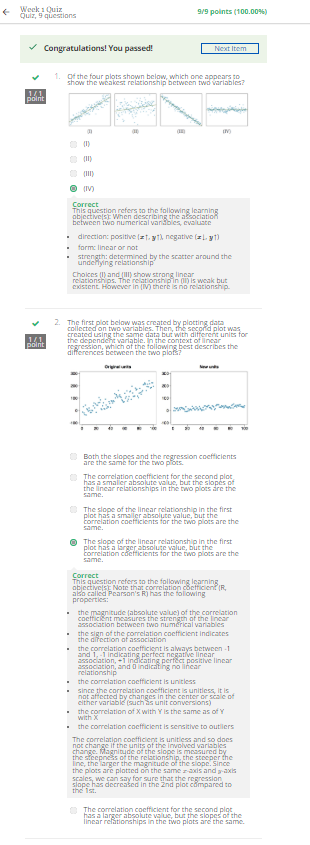 Week 1 Quiz
Quiz, 9 questions
9/9 points (100.00%)
Congratulations! You passed!
Next Item
1.
1 / 1
point
Of the four plots shown below, which one appears to
show the weakest relationship between two variables?
(I)
(II)
(III)
(IV)
(I)
(II)
(III)
(IV)
Correct
This question refers to the following learning
objective(s): When describing the association
between two numerical variables, evaluate
direction: positive (x↑, y↑), negative (x↓, y↑)
form: linear or not
strength: determined by the scatter around the
underlying relationship
Choices (I) and (III) show strong linear
relationships. The relationship in (II) is weak but
existent. However in (IV) there is no relationship.
2.
1 / 1
point
The first plot below was created by plotting data
collected on two variables. Then, the second plot was
created using the same data but with different units for
the dependent variable. In the context of linear
regression, which of the following best describes the
differences between the two plots?
Original units
New units
Both the slopes and the regression coefficients
are the same for the two plots.
The correlation coefficient for the second plot
has a smaller absolute value, but the slopes of
the linear relationships in the two plots are the
same.
The slope of the linear relationship in the first
plot has a smaller absolute value, but the
correlation coefficients for the two plots are the
same.
The slope of the linear relationship in the first
plot has a larger absolute value, but the
correlation coefficients for the two plots are the
same.
Correct
This question refers to the following learning
objective(s): Note that correlation coefficient (R,
also called Pearson's R) has the following
properties:
the magnitude (absolute value) of the correlation
coefficient measures the strength of the linear
association between two numerical variables
the sign of the correlation coefficient indicates
the direction of association
the correlation coefficient is always between -1
and 1, -1 indicating perfect negative linear
association, +1 indicating perfect positive linear
association, and 0 indicating no linear
relationship
the correlation coefficient is unitless
since the correlation coefficient is unitless, it is
not affected by changes in the center or scale of
either variable (such as unit conversions)
the correlation of X with Y is the same as of Y
with X
the correlation coefficient is sensitive to outliers
The correlation coefficient is unitless and so does
not change if the units of the involved variables
change. Magnitude of the slope is measured by
the steepness of the relationship, the steeper the
line, the larger the magnitude of the slope. Since
the plots are plotted on the same x-axis and y-axis
scales, we can say for sure that the regression
slope has decreased in the 2nd plot compared to
the 1st.
The correlation coefficient for the second plot
has a larger absolute value, but the slopes of the
linear relationships in the two plots are the same.